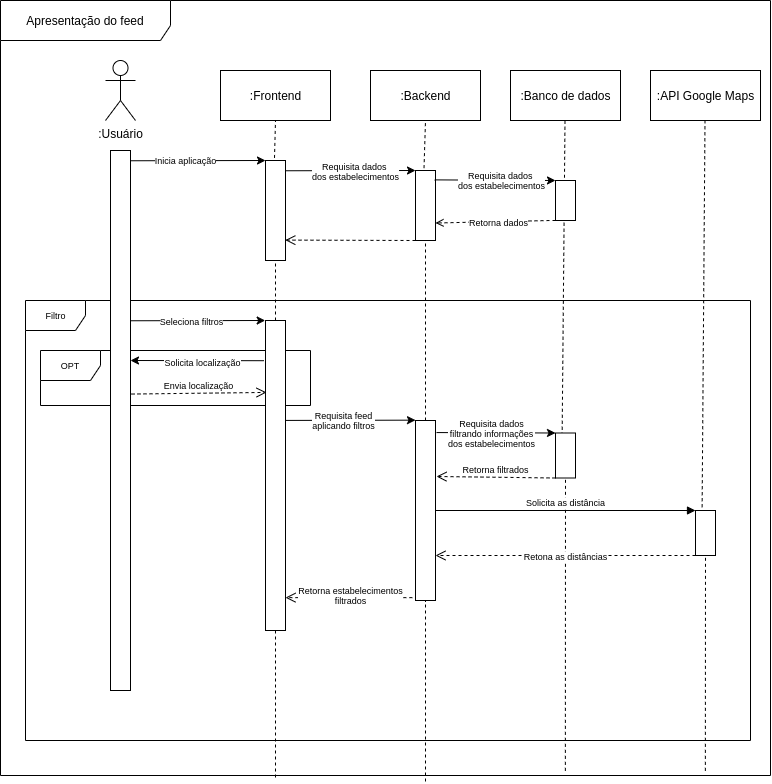 Apresentação do feed
:Usuário
:Frontend
:Backend
:Banco de dados
:API Google Maps
Inicia aplicação
Requisita dados
dos estabelecimentos
Requisita dados
dos estabelecimentos
Retorna dados
Filtro
Seleciona filtros
OPT
Solicita localização
Envia localização
Requisita feed
aplicando filtros
Requisita dados
filtrando informações
dos estabelecimentos
Retorna filtrados
Solicita as distância
Retona as distâncias
Retorna estabelecimentos
filtrados